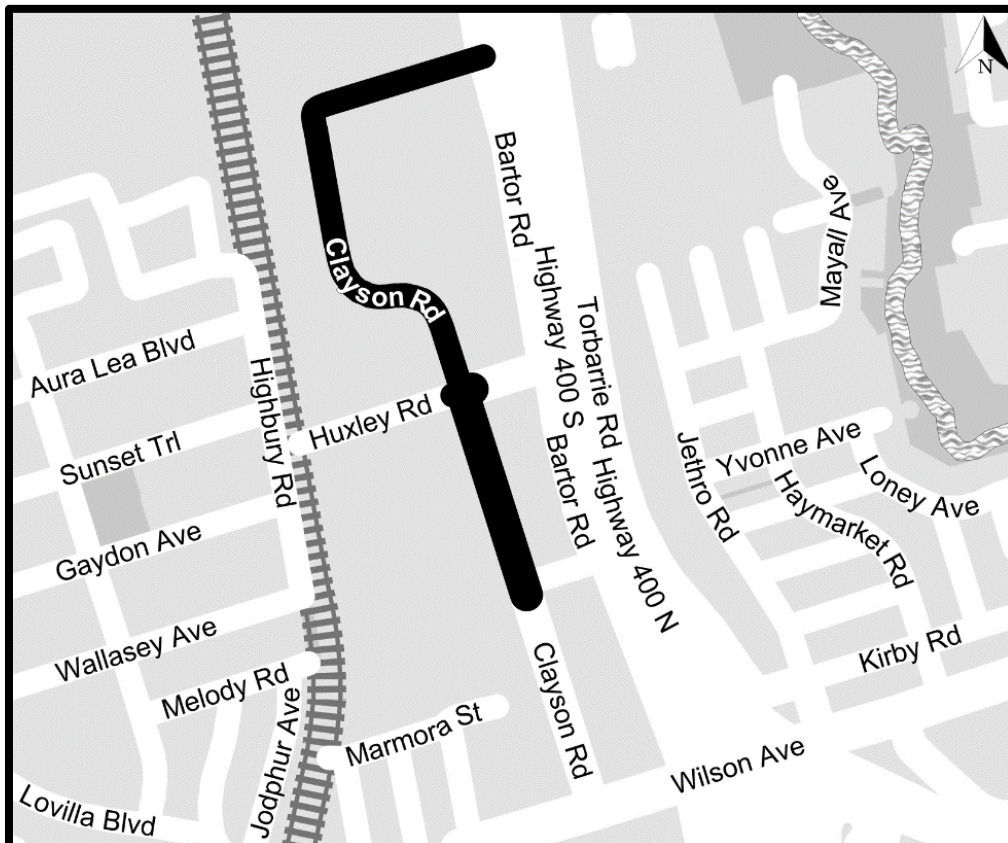 N
Bartor Rd
Clayson Rd
Mayall Ave
Highway 400 S
Torbarrie Rd
Aura Lea Blvd
Highbury Rd
Huxley Rd
Sunset Trl
Bartor Rd
Highway 400 N
Jethro Rd
Yvonne Ave
Loney Ave
Haymarket Rd
Gaydon Ave
Wallasey Ave
Kirby Rd
Melody Rd
Clayson Rd
Jodphur Ave
Marmora St
Wilson Ave
Lovilla Blvd